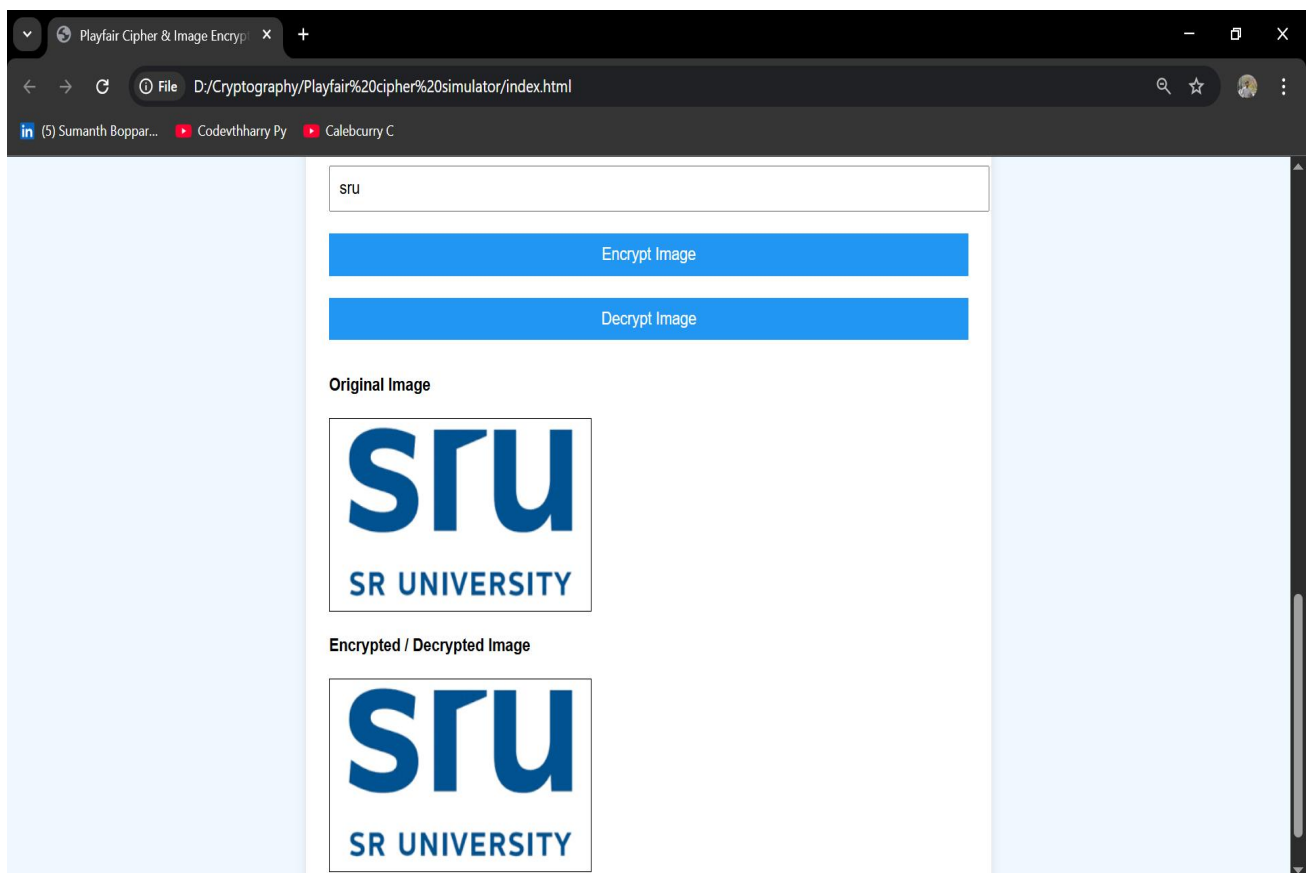 Playfair Cipher & Image Encryp
File D:/Cryptography/Playfair%20cipher%20simulator/index.html
in (5) Sumanth Boppar... Codevthharry Py Calebcurry C
sru
Encrypt Image
Decrypt Image
Original Image
sru
SR UNIVERSITY
Encrypted / Decrypted Image
sru
SR UNIVERSITY